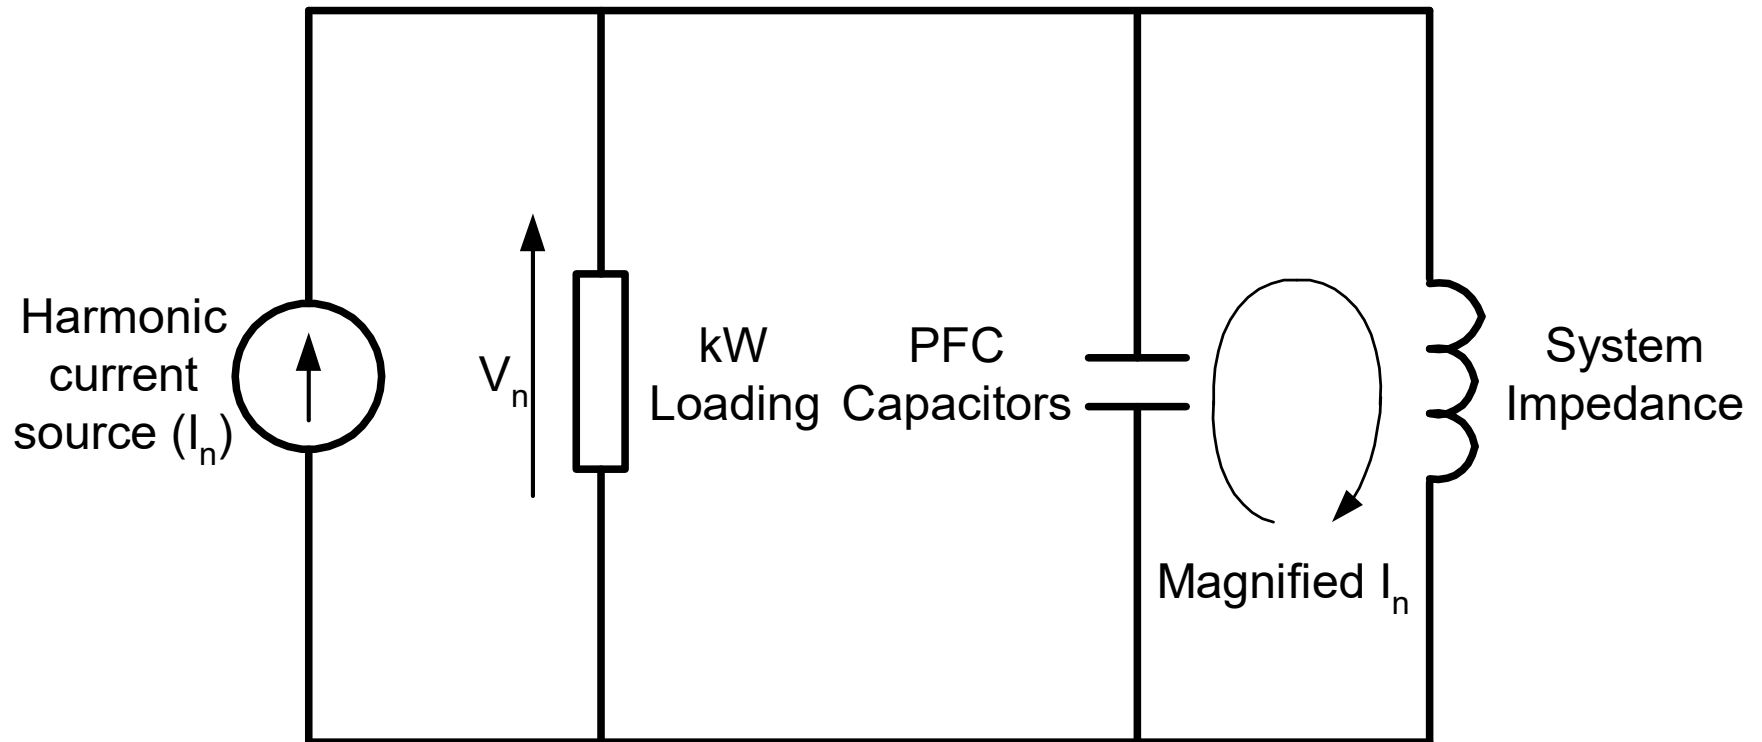 Harmonic
current
source (Iₙ)
Vₙ
kW
Loading
PFC
Capacitors
Magnified Iₙ
System
Impedance